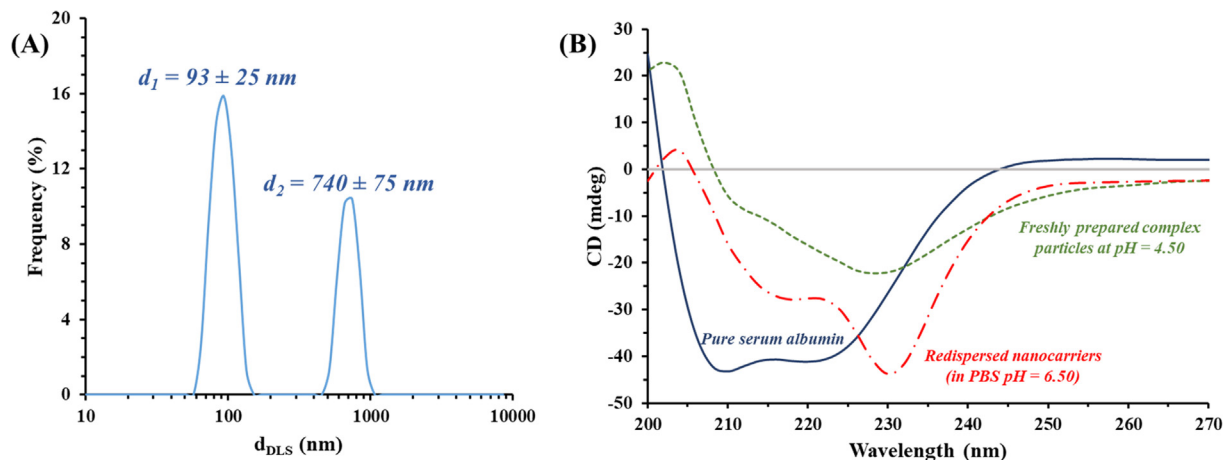 (A)
20
16
12
8
4
0
Frequency (%)
d1 = 93 ± 25 nm
d2 = 740 ± 75 nm
10 100 1000 10000
dDLS (nm)
(B)
30
20
10
0
-10
-20
-30
-40
-50
CD (mdeg)
Freshly prepared complex
particles at pH = 4.50
Pure serum albumin
Redispersed nanocarriers
(in PBS pH = 6.50)
200 210 220 230 240 250 260 270
Wavelength (nm)